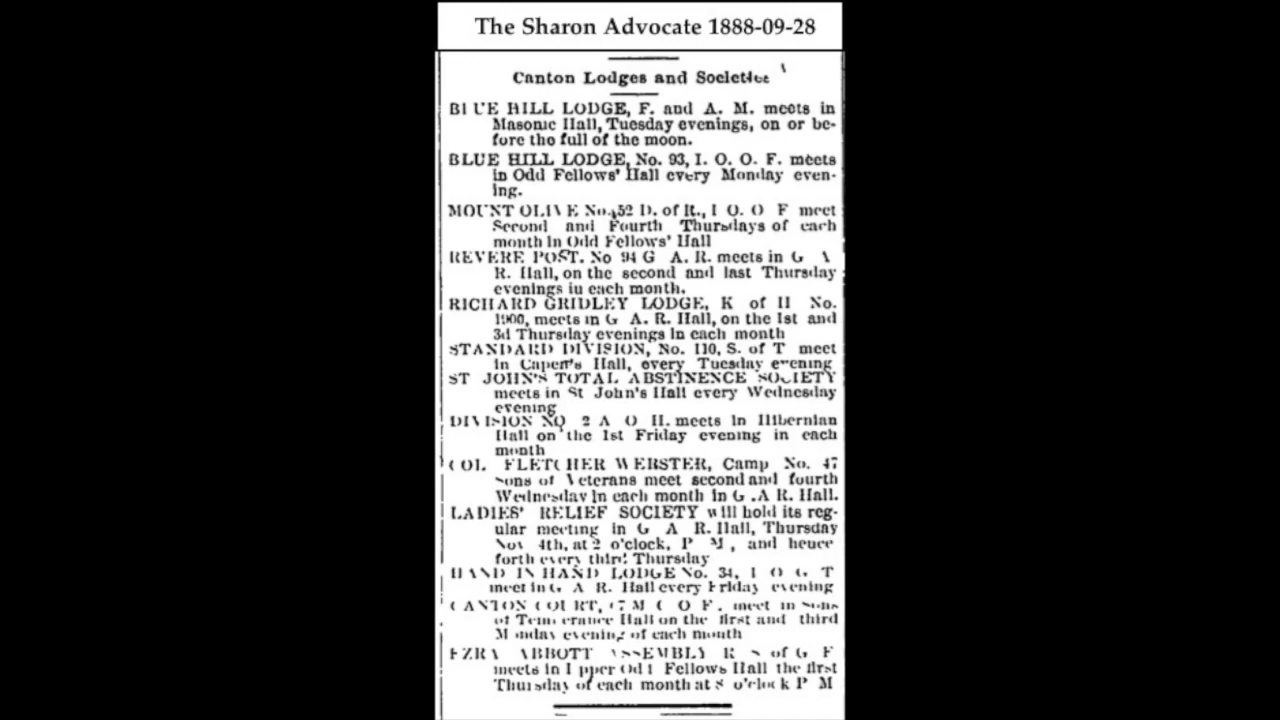 The Sharon Advocate 1888-09-28
Canton Lodges and Societies
BLUE HILL LODGE, F. and A. M. meets in
Masonic Hall, Tuesday evenings, on or be-
fore the full of the moon.
BLUE HILL LODGE, No. 93, I. O. O. F. meets
in Odd Fellows' Hall every Monday even-
ing.
MOUNT OLIVE No. 52 D. of R., I O. O F meet
Second and Fourth Thursdays of each
month in Odd Fellows' Hall
REVERE POST. No 94 G A. R. meets in G A
R. Hall, on the second and last Thursday
evenings in each month.
RICHARD GRIDLEY LODGE, K of H No.
1900, meets in G A. R. Hall, on the 1st and
3d Thursday evenings in each month
STANDARD DIVISION, No. 110, S. of T meet
in Hall, every Tuesday evening
ST JOHN'S TOTAL ABSTINENCE SOCIETY
meets in St John's Hall every Wednesday
evening
DIVISION NO 2 A O H. meets in Hibernian
Hall on the 1st Friday evening in each
month
COL FLETCHER WEBSTER, Camp No. 47
Sons of Veterans meet second and fourth
Wednesday in each month in G .A R. Hall.
LADIES' RELIEF SOCIETY will hold its reg-
ular meeting in G A R. Hall, Thursday
Nov 4th, at 2 o'clock, P M, and hence
forth every third Thursday
HAND IN HAND LODGE No. 34, I O G T
meet in G A R. Hall every Friday evening
CANTON COURT, M C O F. meet in Sons
of Temperance Hall on the first and third
Monday evening of each month
EZRA ABBOTT ASSEMBLY R S of G F
meets in Upper Odd Fellows Hall the first
Thursday of each month at 8 o'clock P M